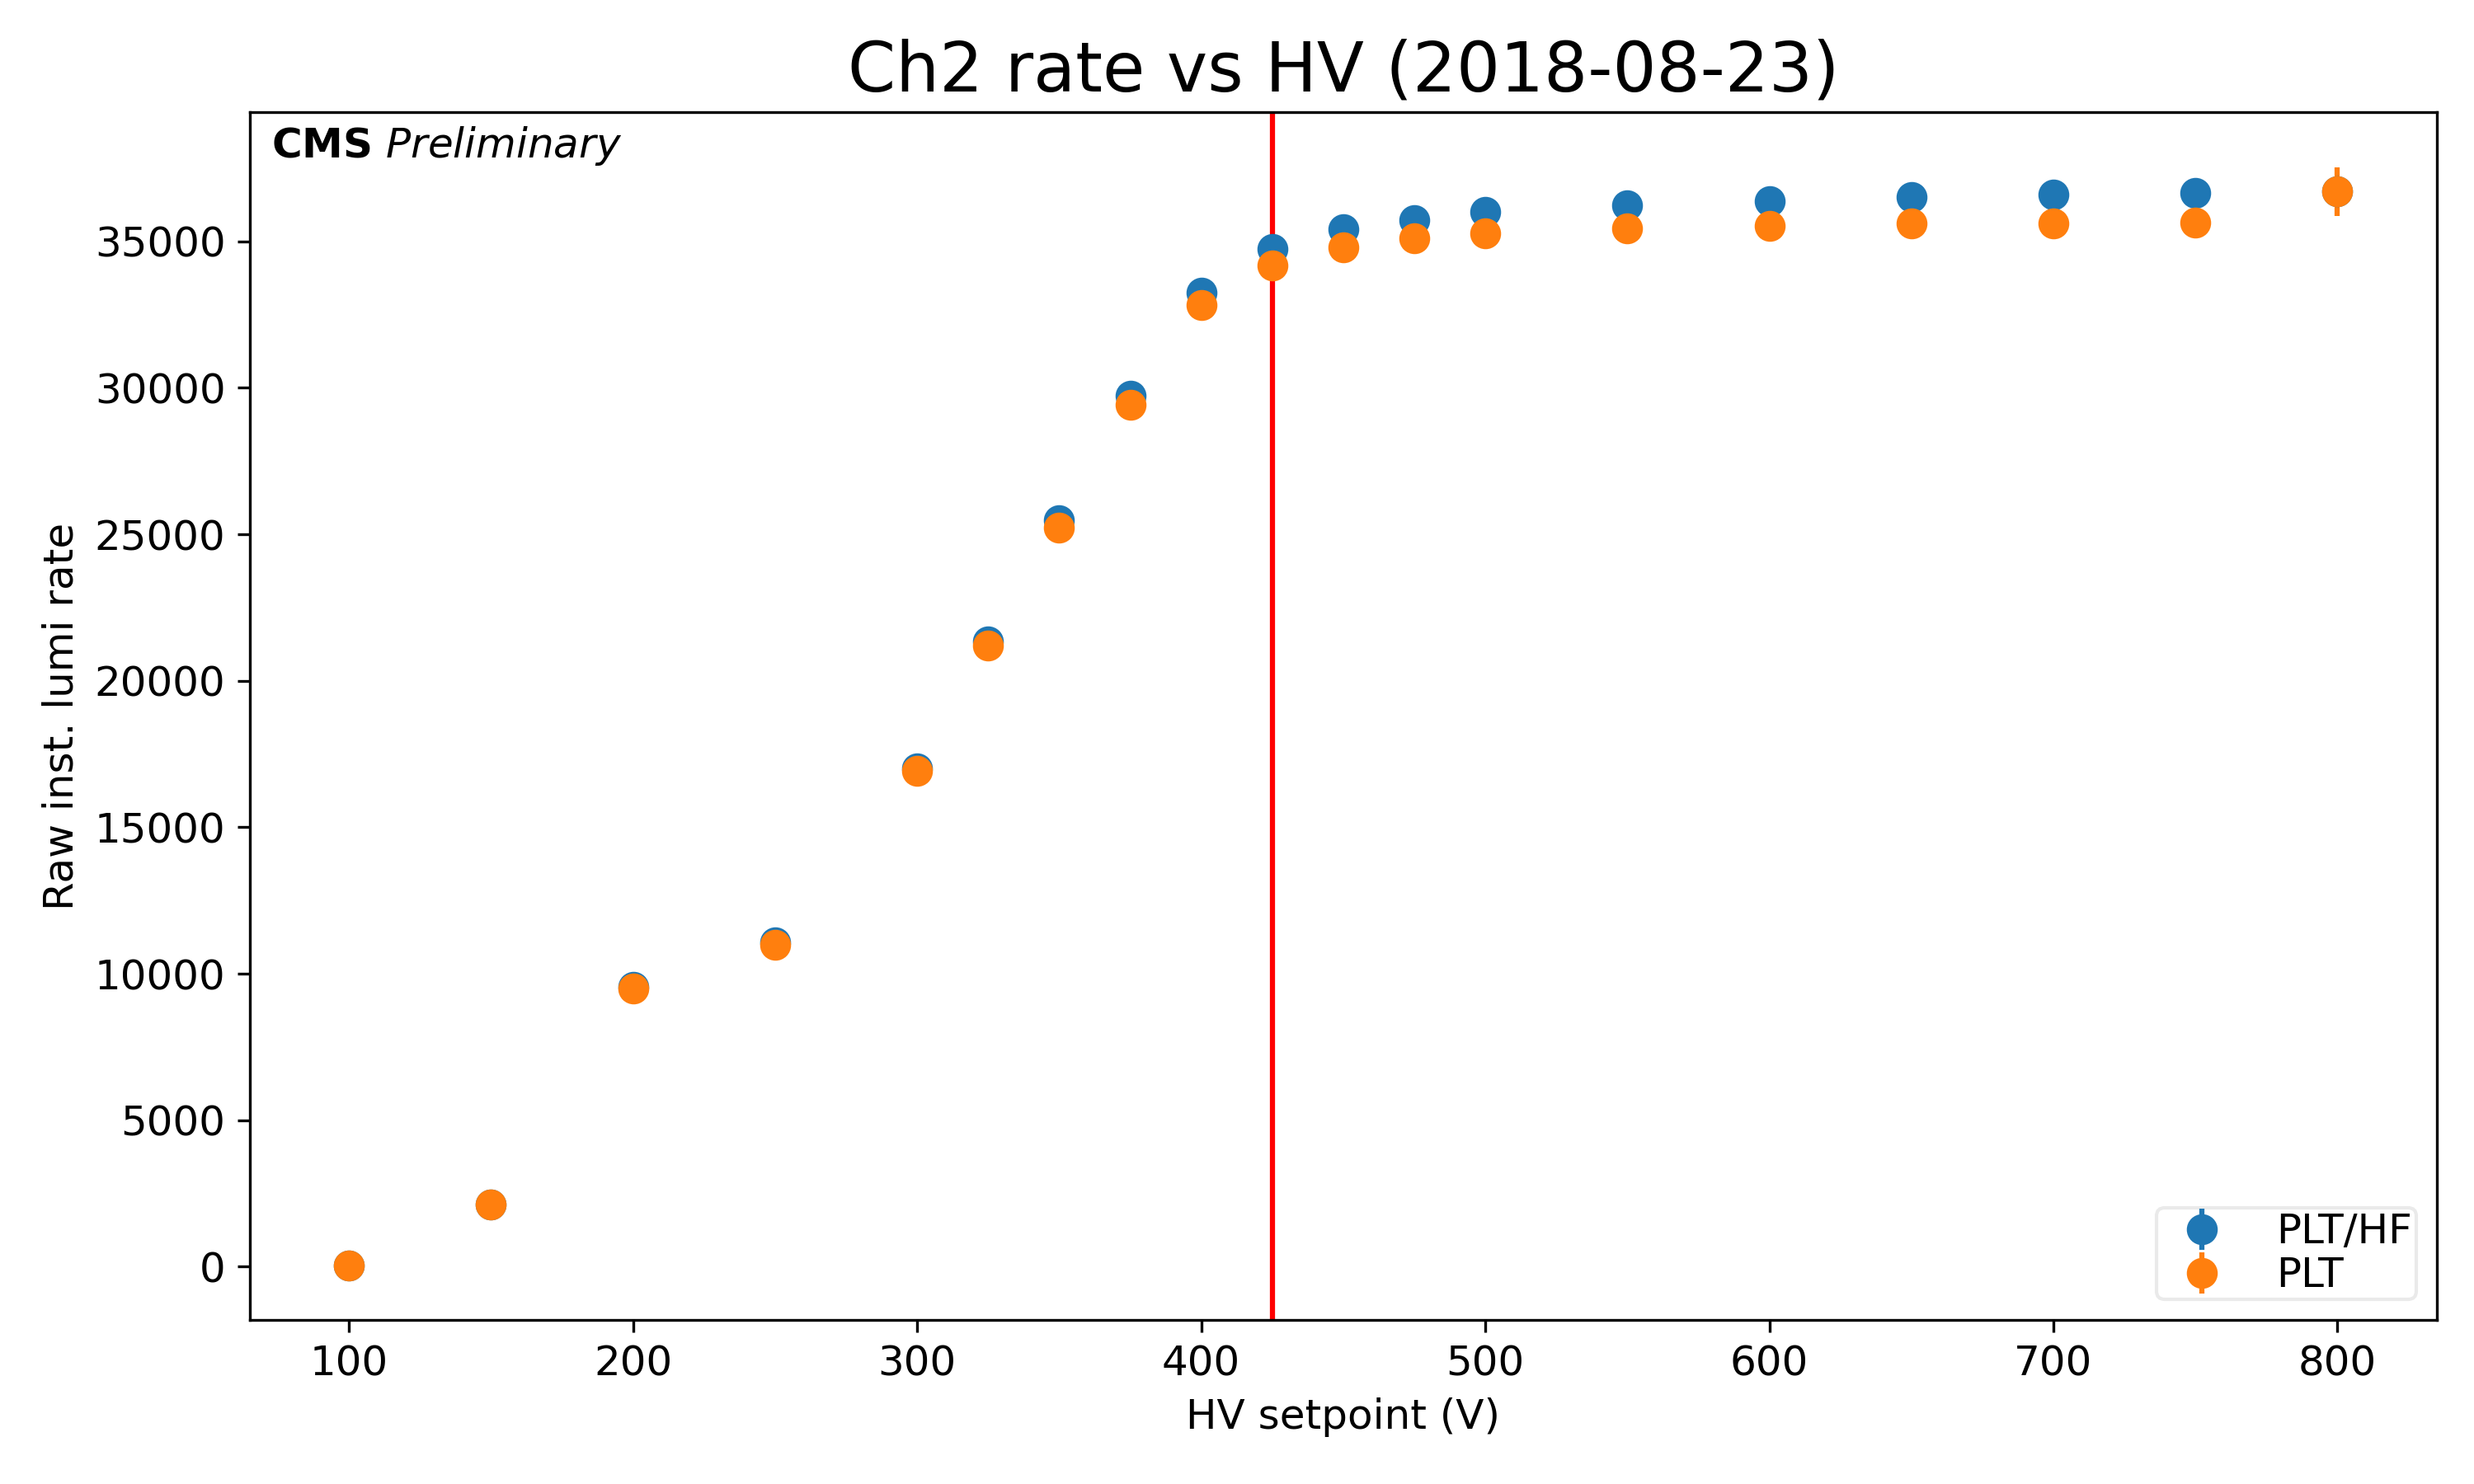 Ch2 rate vs HV (2018-08-23)
CMS Preliminary
35000
30000
25000
20000
15000
10000
5000
0
Raw inst. lumi rate
PLT/HF
PLT
100 200 300 400 500 600 700 800
HV setpoint (V)